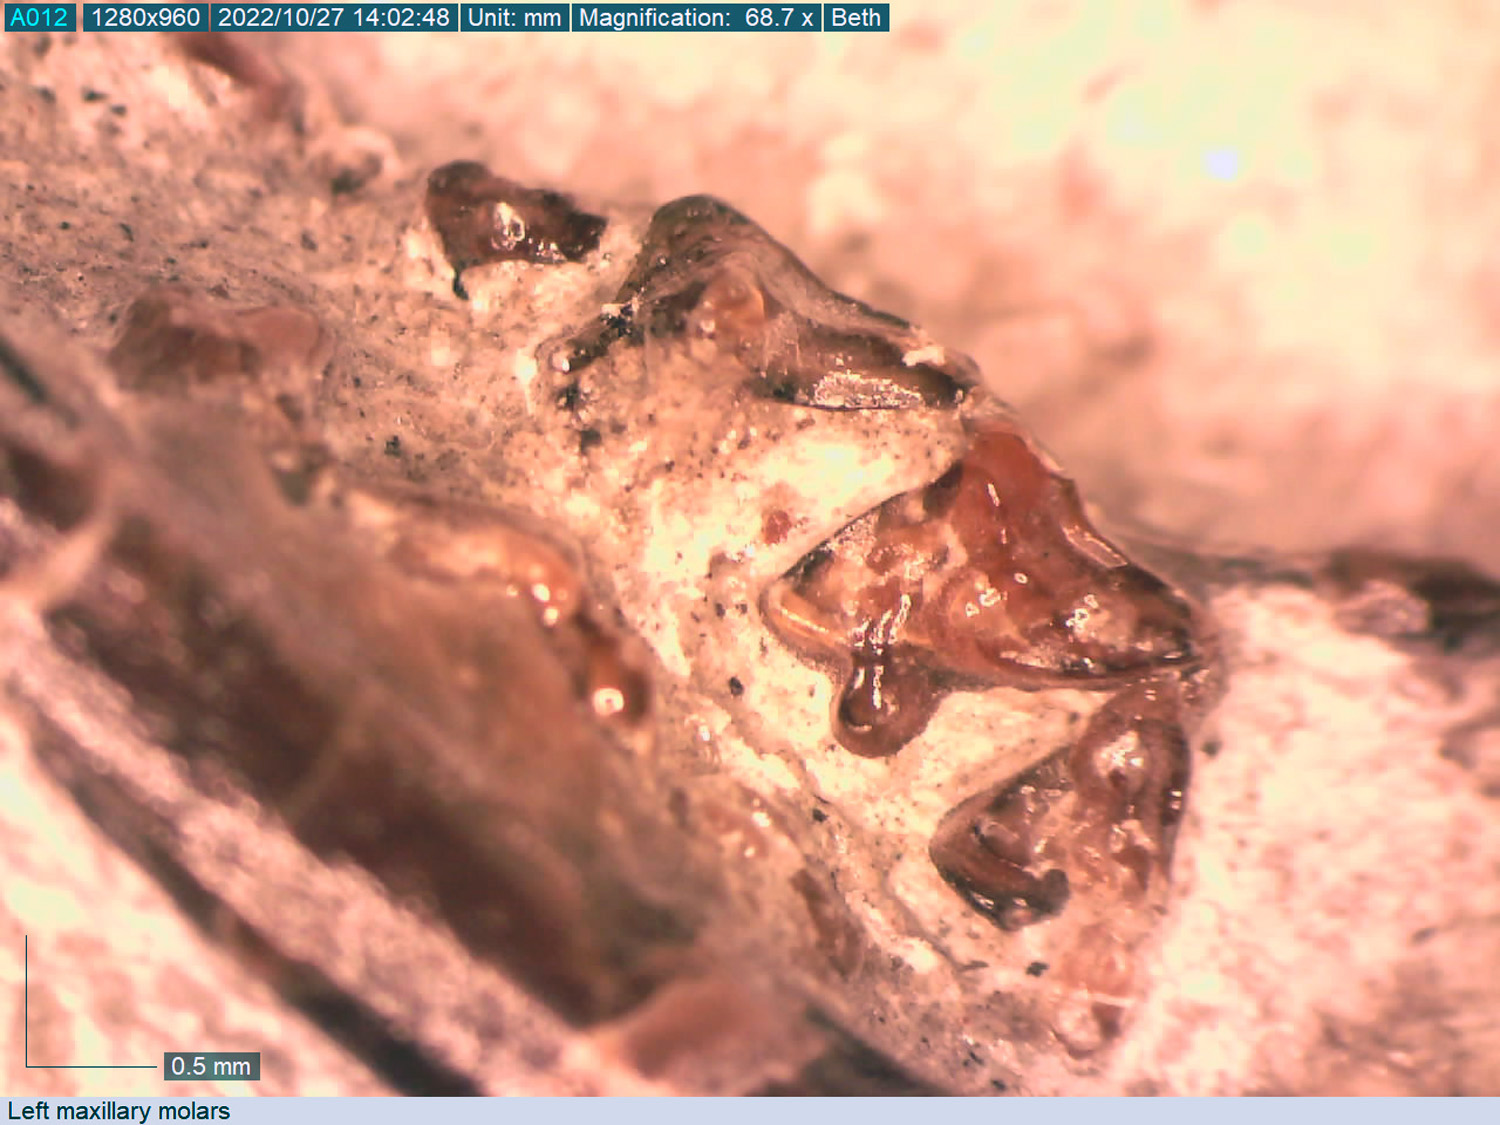 A012 1280x960 2022/10/27 14:02:48 Unit: mm Magnification: 68.7 x Beth
0.5 mm
Left maxillary molars